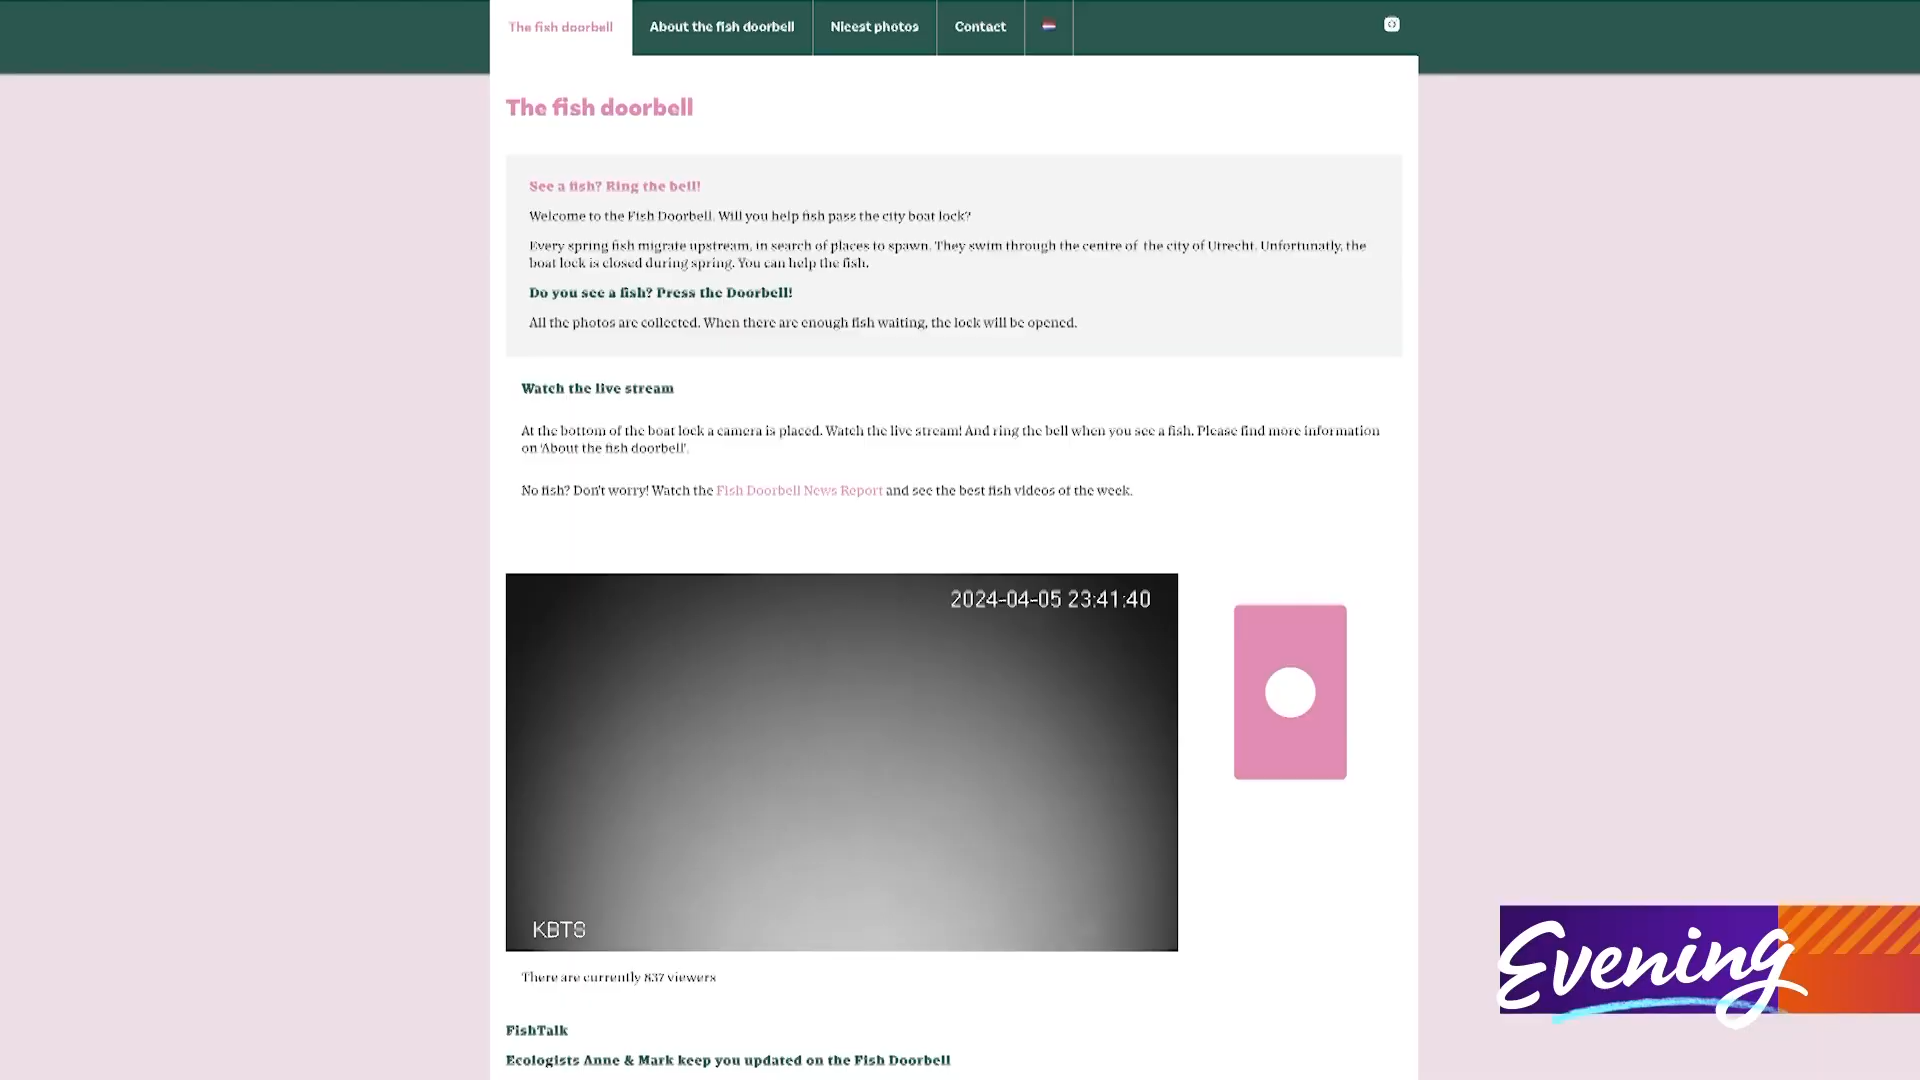 The fish doorbell
About the fish doorbell
Nicest photos
Contact
The fish doorbell
See a fish? Ring the bell!
Welcome to the Fish Doorbell. Will you help fish pass the city boat lock?
Every spring fish migrate upstream, in search of places to spawn. They swim through the centre of the city of Utrecht. Unfortunatly, the
boat lock is closed during spring. You can help the fish.
Do you see a fish? Press the Doorbell!
All the photos are collected. When there are enough fish waiting, the lock will be opened.
Watch the live stream
At the bottom of the boat lock a camera is placed. Watch the live stream! And ring the bell when you see a fish. Please find more information
on 'About the fish doorbell'.
No fish? Don't worry! Watch the Fish Doorbell News Report and see the best fish videos of the week.
2024-04-05 23:41:40
KBTS
There are currently 837 viewers
FishTalk
Ecologists Anne & Mark keep you updated on the Fish Doorbell
Evening